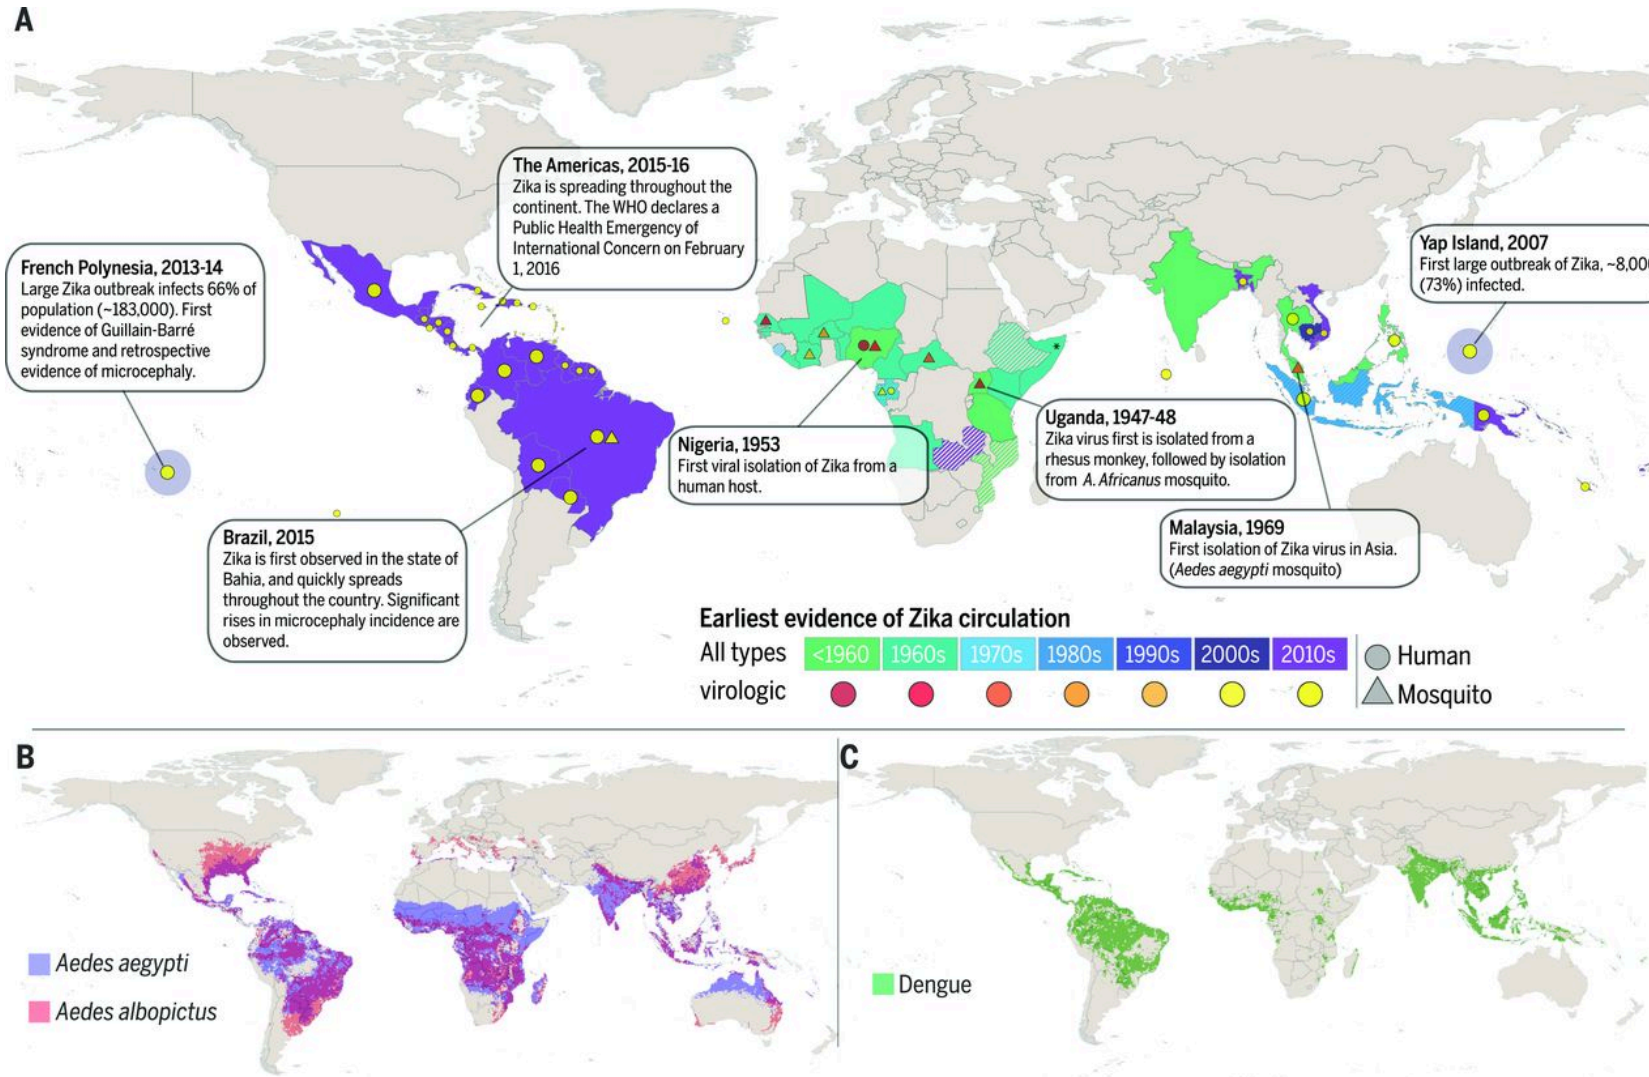 A
The Americas, 2015-16
Zika is spreading throughout the
continent. The WHO declares a
Public Health Emergency of
International Concern on February
1, 2016
French Polynesia, 2013-14
Large Zika outbreak infects 66% of
population (~183,000). First
evidence of Guillain-Barré
syndrome and retrospective
evidence of microcephaly.
Yap Island, 2007
First large outbreak of Zika, ~8,000
(73%) infected.
*
Nigeria, 1953
First viral isolation of Zika from a
human host.
Uganda, 1947-48
Zika virus first is isolated from a
rhesus monkey, followed by isolation
from A. Africanus mosquito.
Brazil, 2015
Zika is first observed in the state of
Bahia, and quickly spreads
throughout the country. Significant
rises in microcephaly incidence are
observed.
Malaysia, 1969
First isolation of Zika virus in Asia.
(Aedes aegypti mosquito)
Earliest evidence of Zika circulation
All types <1960 1960s 1970s 1980s 1990s 2000s 2010s
virologic
Human
Mosquito
B
Aedes aegypti
Aedes albopictus
C
Dengue